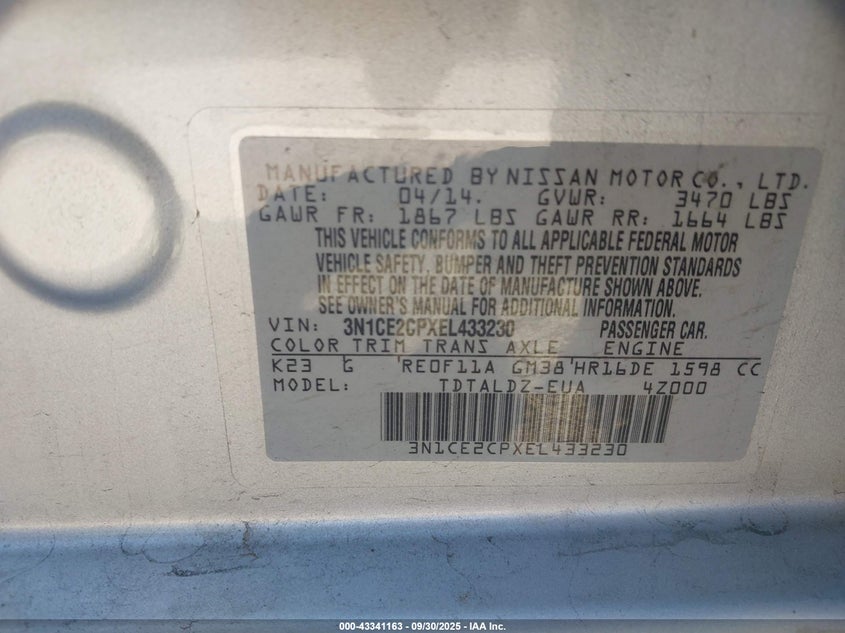 MANUFACTURED BY NISSAN MOTOR CO., LTD.
DATE: 04/14. GVWR: 3470 LBS
GAWR FR: 1867 LBS GAWR RR: 1664 LBS
THIS VEHICLE CONFORMS TO ALL APPLICABLE FEDERAL MOTOR
VEHICLE SAFETY, BUMPER AND THEFT PREVENTION STANDARDS
IN EFFECT ON THE DATE OF MANUFACTURE SHOWN ABOVE.
SEE OWNER'S MANUAL FOR ADDITIONAL INFORMATION.
VIN: 3N1CE2CPXEL433230 PASSENGER CAR.
COLOR TRIM TRANS AXLE ENGINE
K23 G RE0F11A GM38 HR16DE 1598 CC
MODEL: TDTALDZ-EUA 4Z000
3N1CE2CPXEL433230
000-43341163 - 09/30/2025 - IAA Inc.